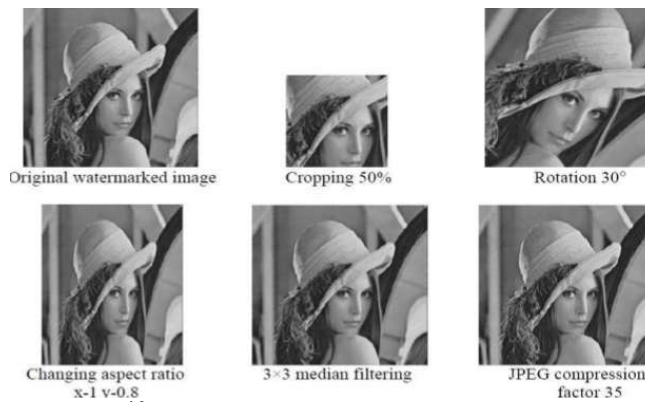 Original watermarked image
Cropping 50%
Rotation 30°
Changing aspect ratio
x-1 v-0.8
3×3 median filtering
JPEG compression
factor 35